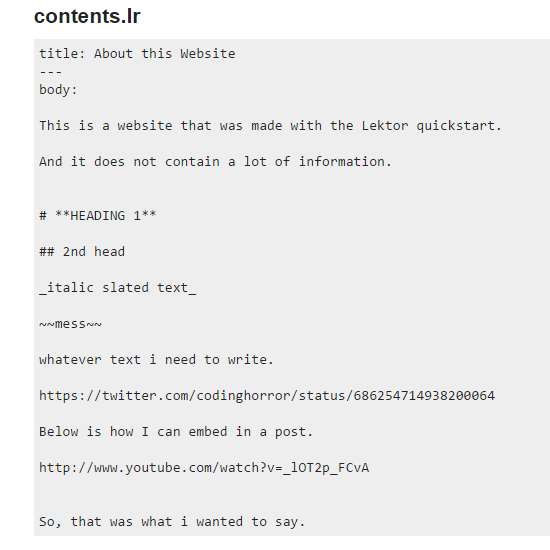 contents.lr
title: About this Website
---
body:
This is a website that was made with the Lektor quickstart.
And it does not contain a lot of information.
# **HEADING 1**
## 2nd head
_italic slated text_
~~mess~~
whatever text i need to write.
https://twitter.com/codinghorror/status/686254714938200064
Below is how I can embed in a post.
http://www.youtube.com/watch?v=_lOT2p_FCvA
So, that was what i wanted to say.